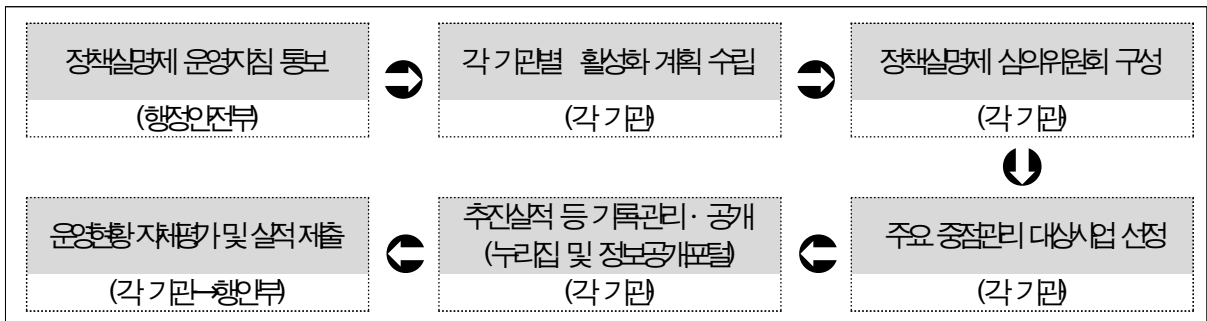 정책실명제 운영지침 통보
(행정안전부)
각 기관별 활성화 계획 수립
(각 기관)
정책실명제 심의위원회 구성
(각 기관)
주요 중점관리 대상사업 선정
(각 기관)
추진실적 등 기록관리 · 공개
(누리집 및 정보공개포털)
(각 기관)
운영현황 자체평가 및 실적 제출
(각 기관→행안부)